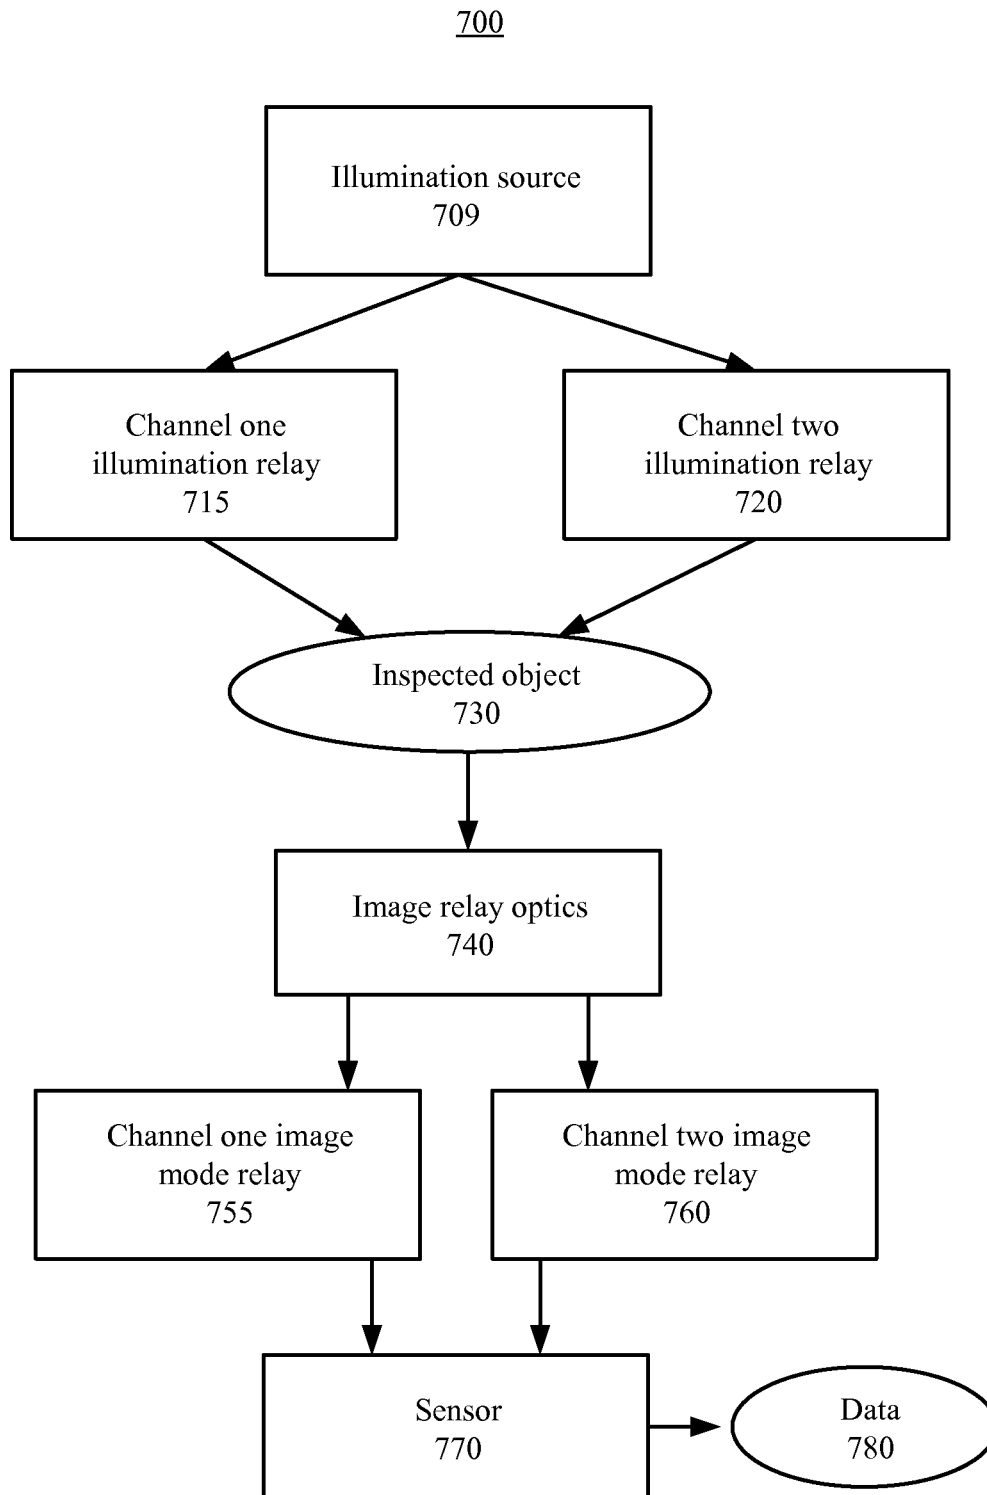 700
Illumination source
709
Channel one
illumination relay
715
Channel two
illumination relay
720
Inspected object
730
Image relay optics
740
Channel one image
mode relay
755
Channel two image
mode relay
760
Sensor
770
Data
780